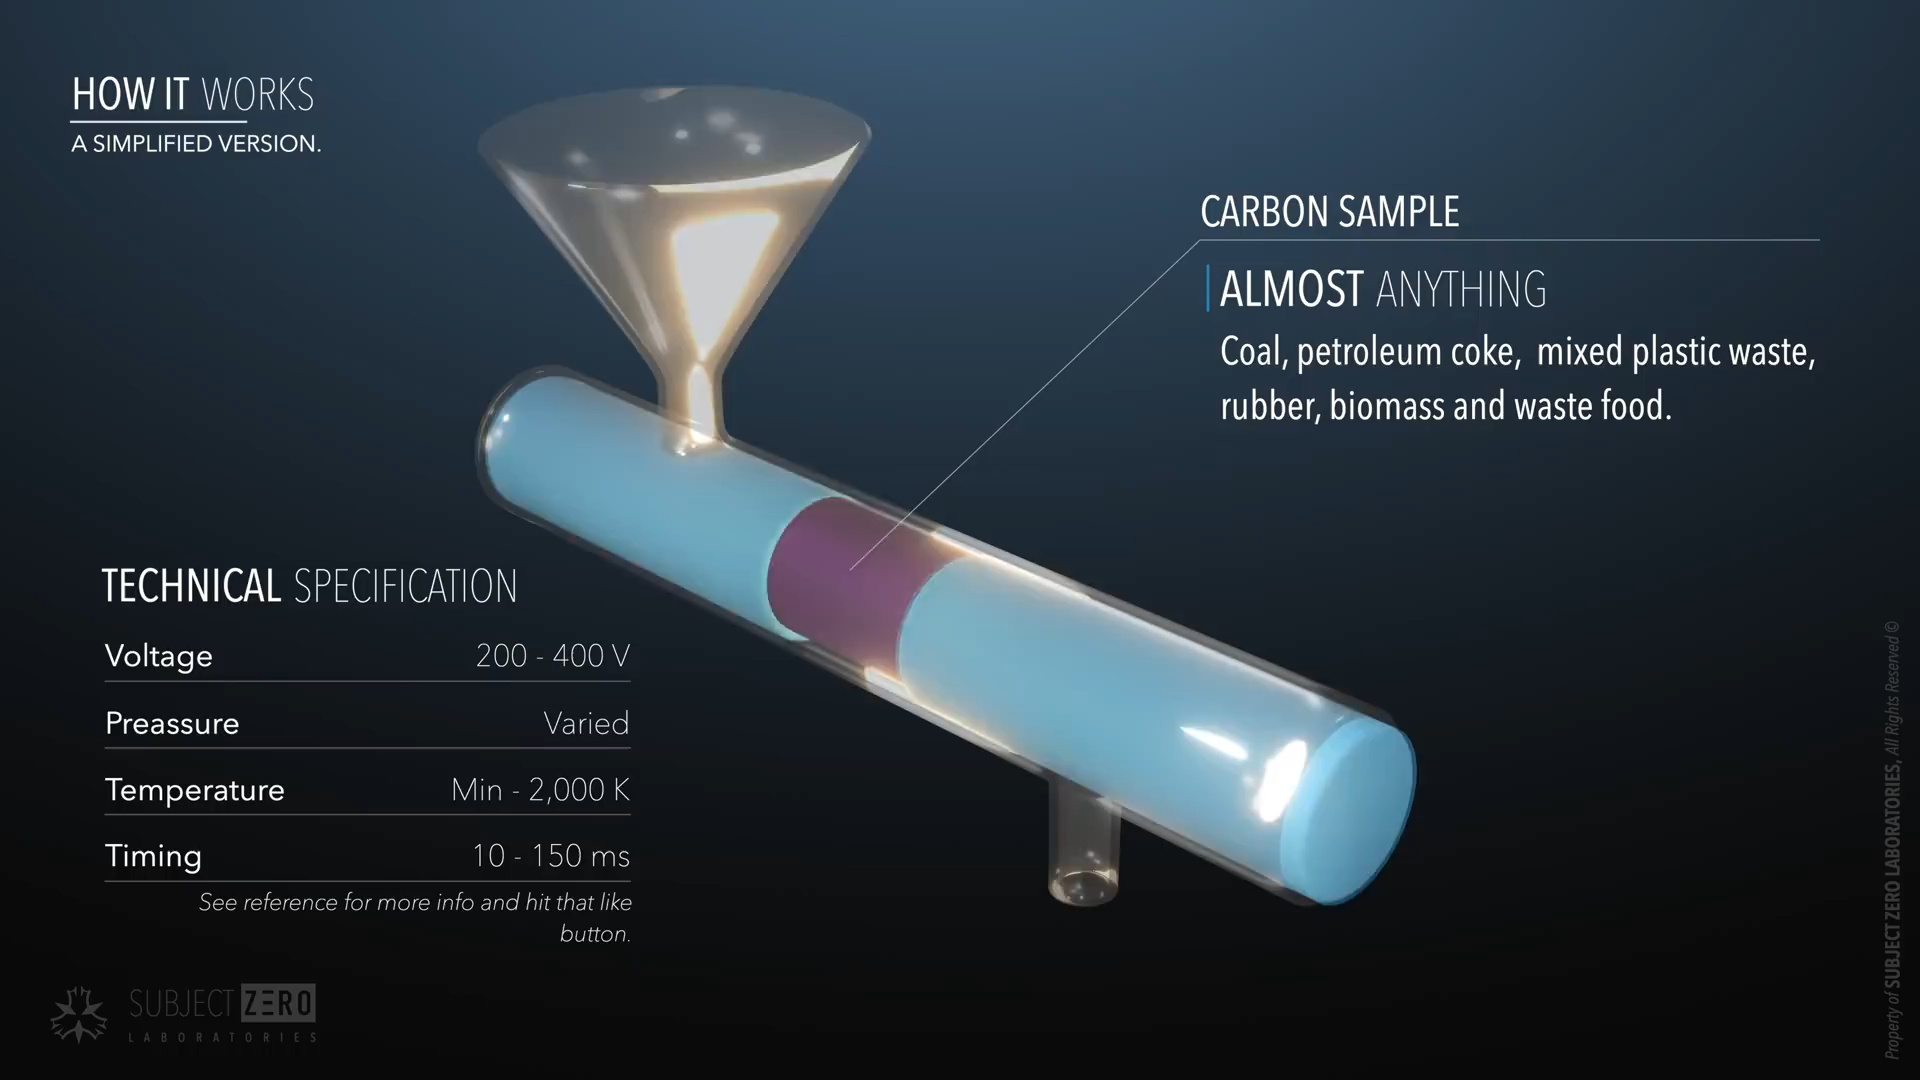 HOW IT WORKS
A SIMPLIFIED VERSION.
CARBON SAMPLE
ALMOST ANYTHING
Coal, petroleum coke, mixed plastic waste,
rubber, biomass and waste food.
TECHNICAL SPECIFICATION
Voltage 200 - 400 V
Preassure Varied
Temperature Min - 2,000 K
Timing 10 - 150 ms
See reference for more info and hit that like
button.
SUBJECT ZERO
LABORATORIES
Property of SUBJECT ZERO LABORATORIES, All Rights Reserved ©